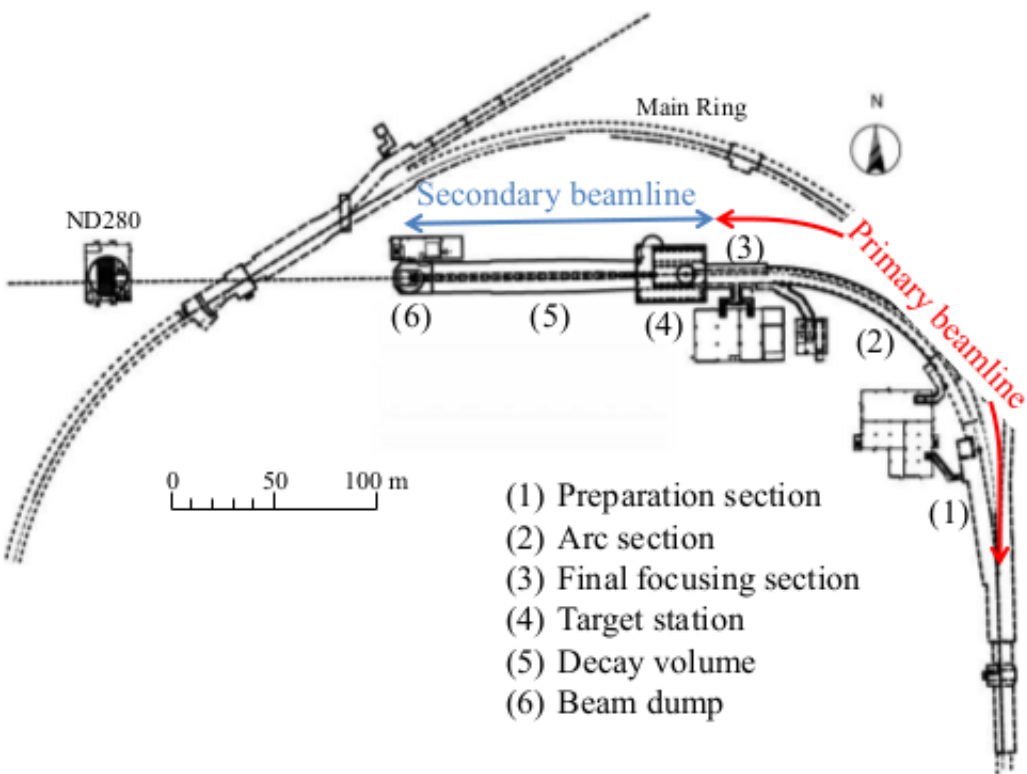 Main Ring
N
Secondary beamline
ND280
Primary beamline
(3)
(6)
(5)
(4)
(2)
(1)
0 50 100 m
(1) Preparation section
(2) Arc section
(3) Final focusing section
(4) Target station
(5) Decay volume
(6) Beam dump